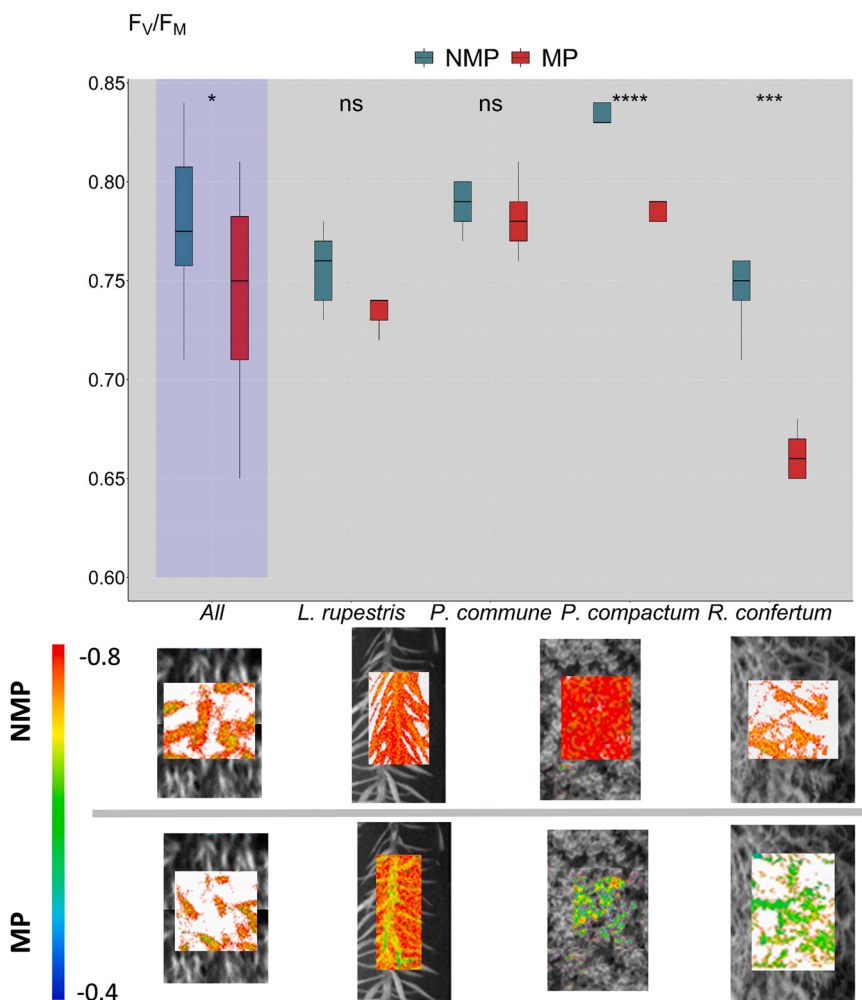 FV/FM
NMP MP
0.85
* ns ns **** ***
0.80
0.75
0.70
0.65
0.60
All L. rupestris P. commune P. compactum R. confertum
-0.8
NMP
MP
-0.4